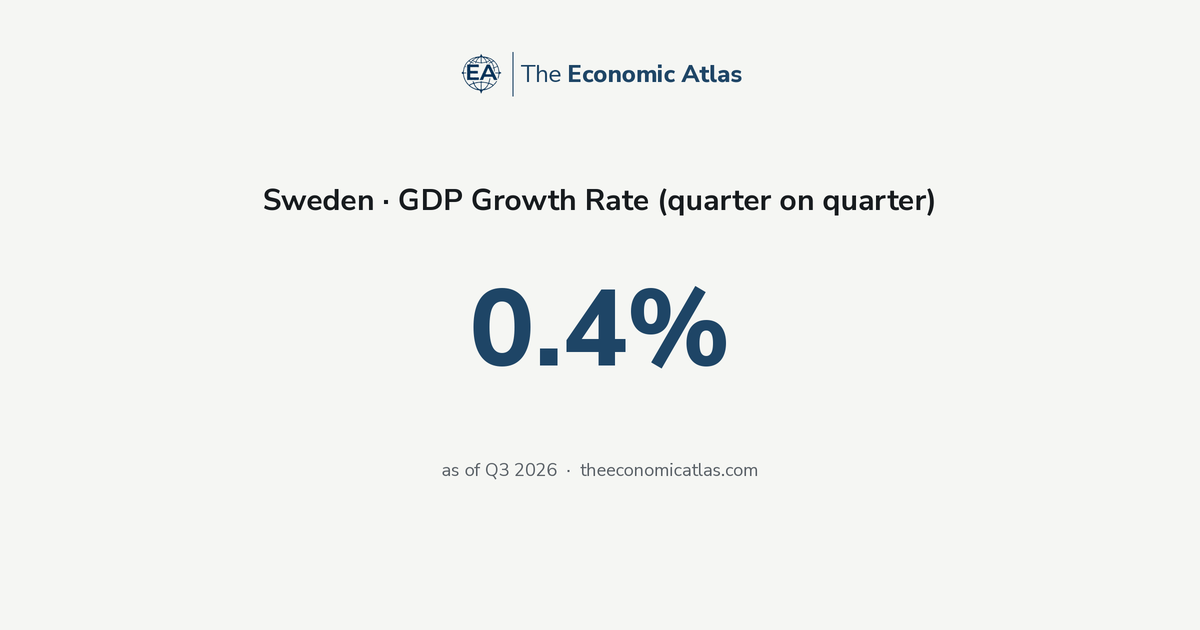 EA The Economic Atlas
Sweden · GDP Growth Rate (quarter on quarter)
0.4%
as of Q3 2026 · theeconomicatlas.com